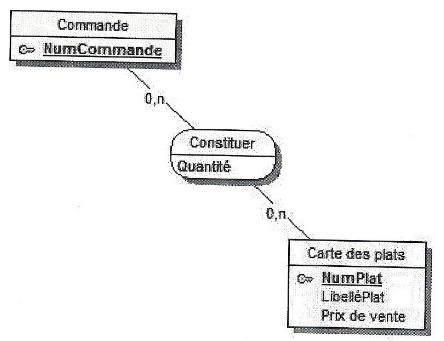 Commande
NumCommande
0,n
Constituer
Quantité
0,n
Carte des plats
NumPlat
LibelléPlat
Prix de vente